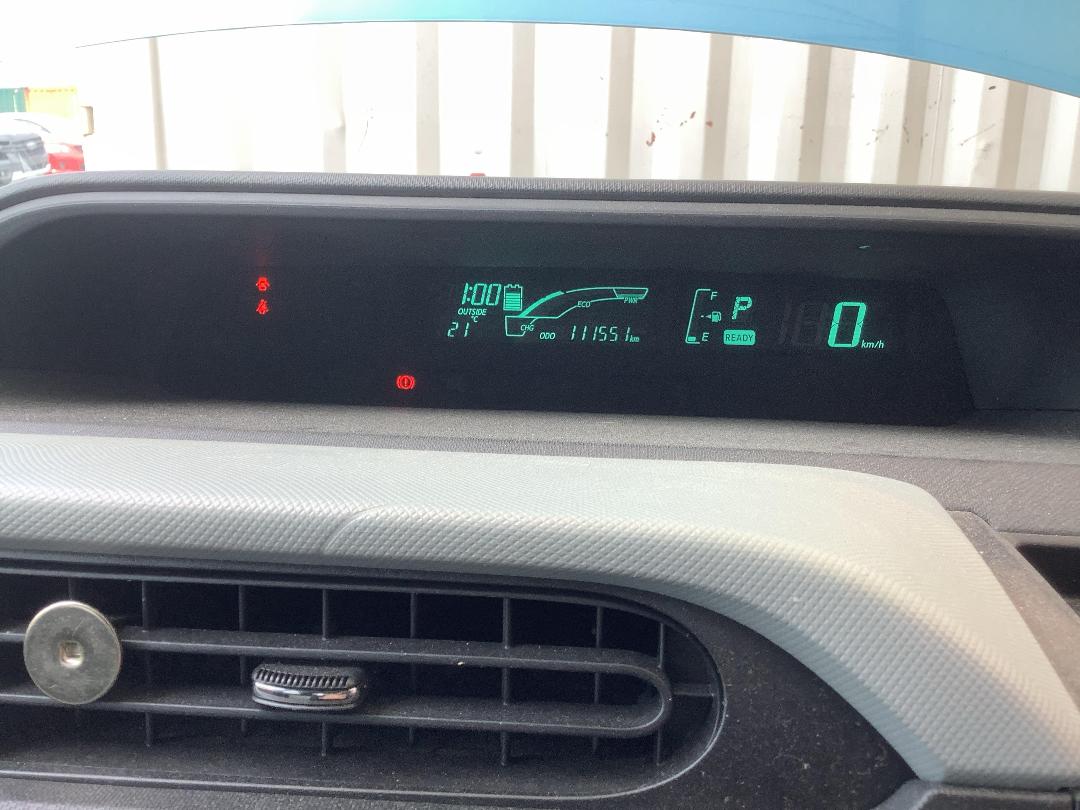 1:00
OUTSIDE
21 °C
CHG
ECO
PWR
ODO 111551 km
F
E
P
READY
0 km/h